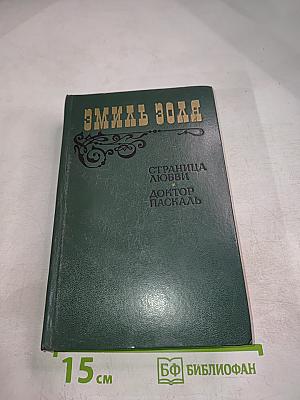 ЭМИЛЬ ЗОЛЯ
СТРАНИЦА
ЛЮБВИ
ДОКТОР
ПАСКАЛЬ
15 см
БФ БИБЛИОФАН